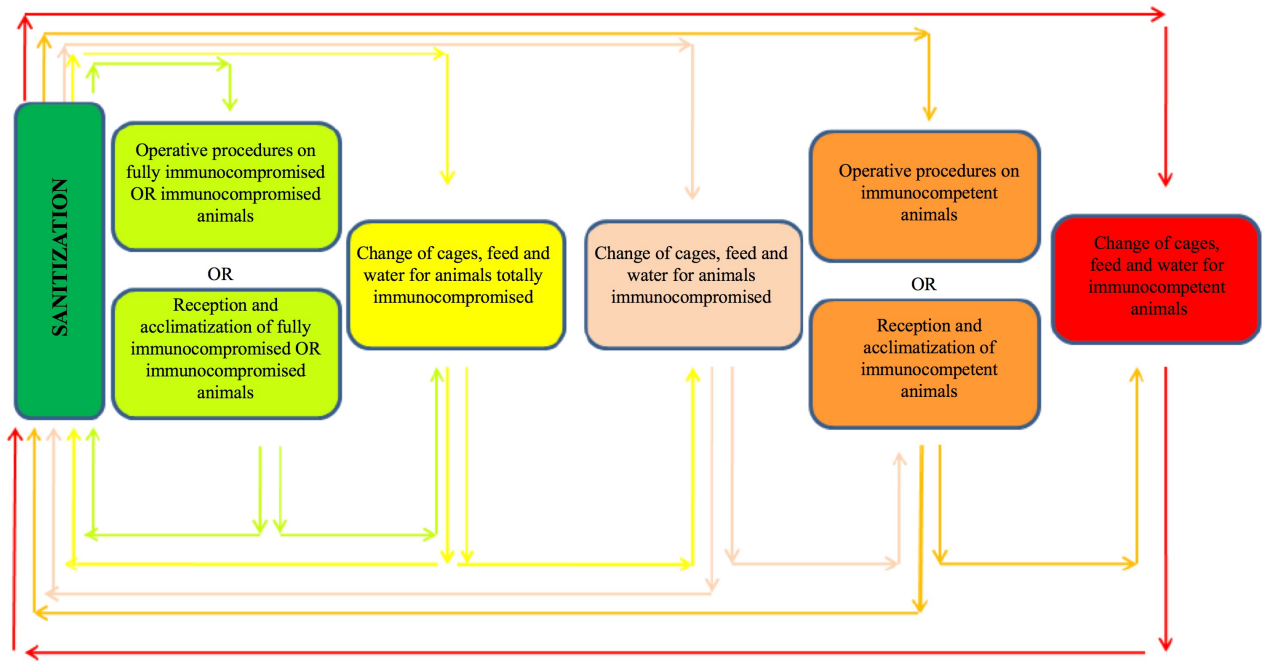 SANITIZATION
Operative procedures on
fully immunocompromised
OR immunocompromised
animals
OR
Reception and
acclimatization of fully
immunocompromised OR
immunocompromised
animals
Change of cages, feed and
water for animals totally
immunocompromised
Change of cages, feed and
water for animals
immunocompromised
Operative procedures on
immunocompetent
animals
OR
Reception and
acclimatization of
immunocompetent
animals
Change of cages,
feed and water for
immunocompetent
animals